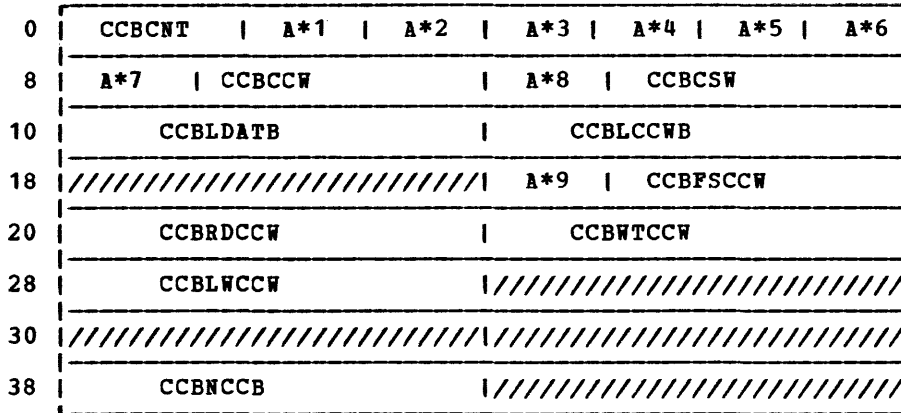 0 | CCBCNT | A*1 | A*2 | A*3 | A*4 | A*5 | A*6
8 | A*7 | CCBCCW | A*8 | CCBCSW
10 | CCBLDATB | CCBLCCWB
18 |///////////////////////////| A*9 | CCBFSCCW
20 | CCBRDCCW | CCBWTCCW
28 | CCBLWCCW |///////////////////////////
30 |///////////////////////////|///////////////////////////
38 | CCBNCCB |///////////////////////////